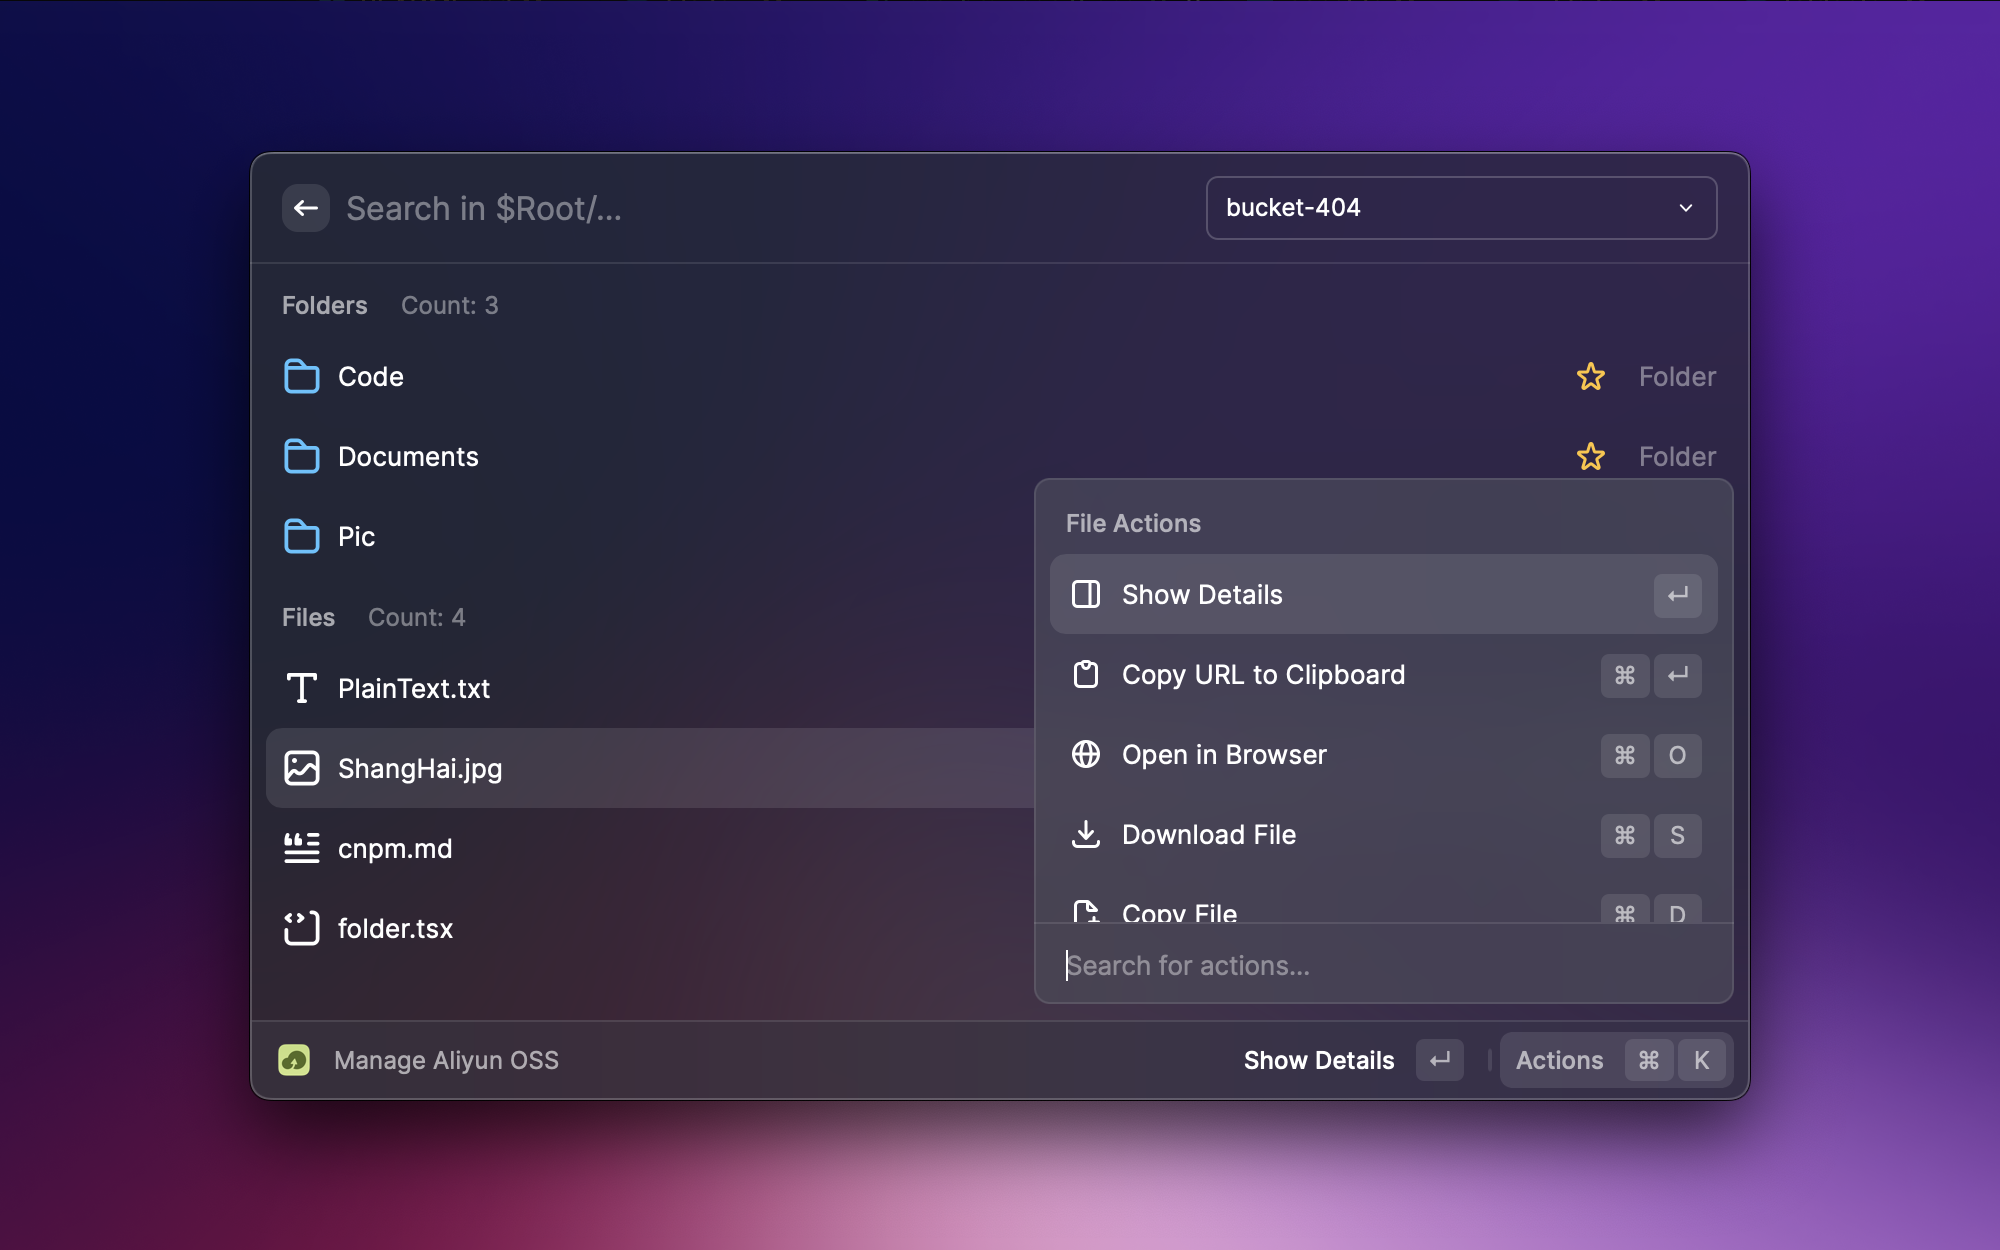 Search in $Root/...
bucket-404
Folders Count: 3
Code Folder
Documents Folder
Pic
Files Count: 4
PlainText.txt
ShangHai.jpg
cnpm.md
folder.tsx
File Actions
Show Details ↵
Copy URL to Clipboard ⌘ ↵
Open in Browser ⌘ O
Download File ⌘ S
Copy File ⌘ D
Search for actions...
Manage Aliyun OSS
Show Details ↵ Actions ⌘ K